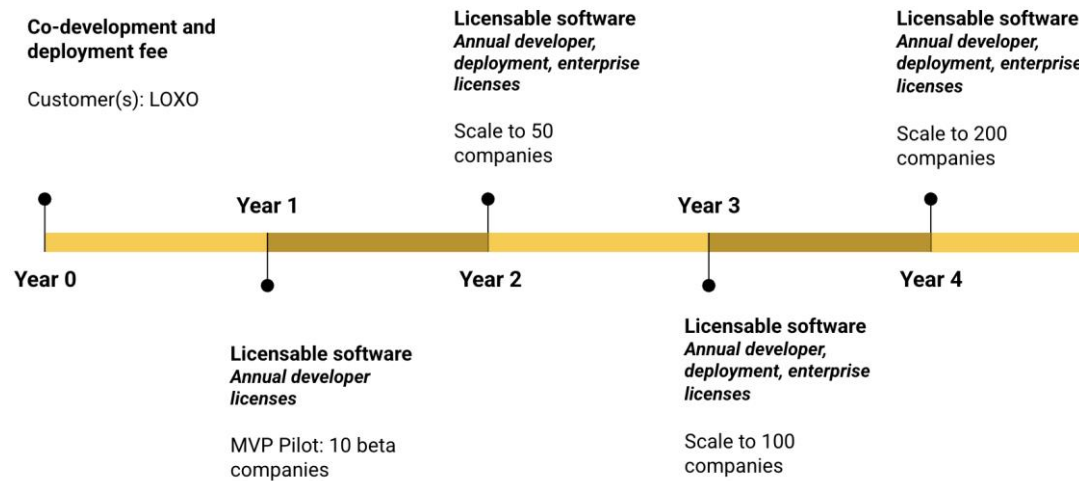 Co-development and
deployment fee
Customer(s): LOXO
Licensable software
Annual developer,
deployment, enterprise
licenses
Scale to 50
companies
Licensable software
Annual developer,
deployment, enterprise
licenses
Scale to 200
companies
Year 1
Year 3
Year 0
Year 2
Year 4
Licensable software
Annual developer
licenses
MVP Pilot: 10 beta
companies
Licensable software
Annual developer,
deployment, enterprise
licenses
Scale to 100
companies